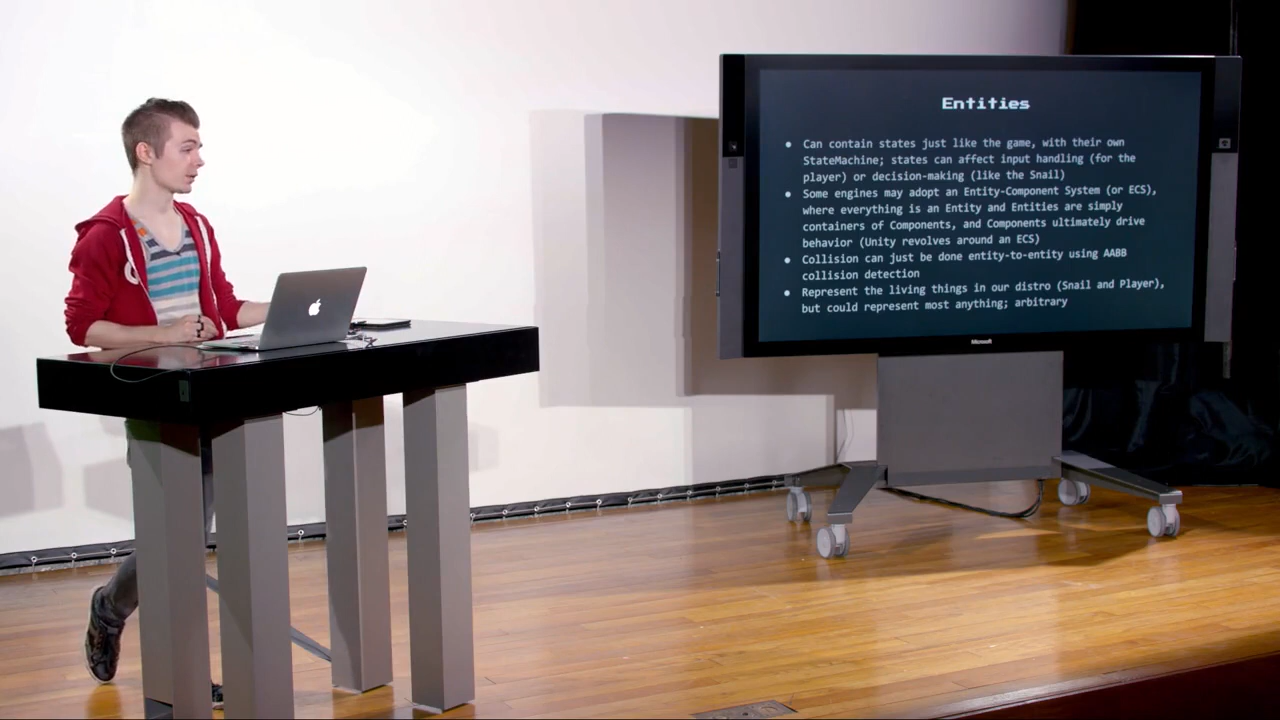 Entities
• Can contain states just like the game, with their own
StateMachine; states can affect input handling (for the
player) or decision-making (like the Snail)
• Some engines may adopt an Entity-Component System (or ECS),
where everything is an Entity and Entities are simply
containers of Components, and Components ultimately drive
behavior (Unity revolves around an ECS)
• Collision can just be done entity-to-entity using AABB
collision detection
• Represent the living things in our distro (Snail and Player),
but could represent most anything; arbitrary
Microsoft